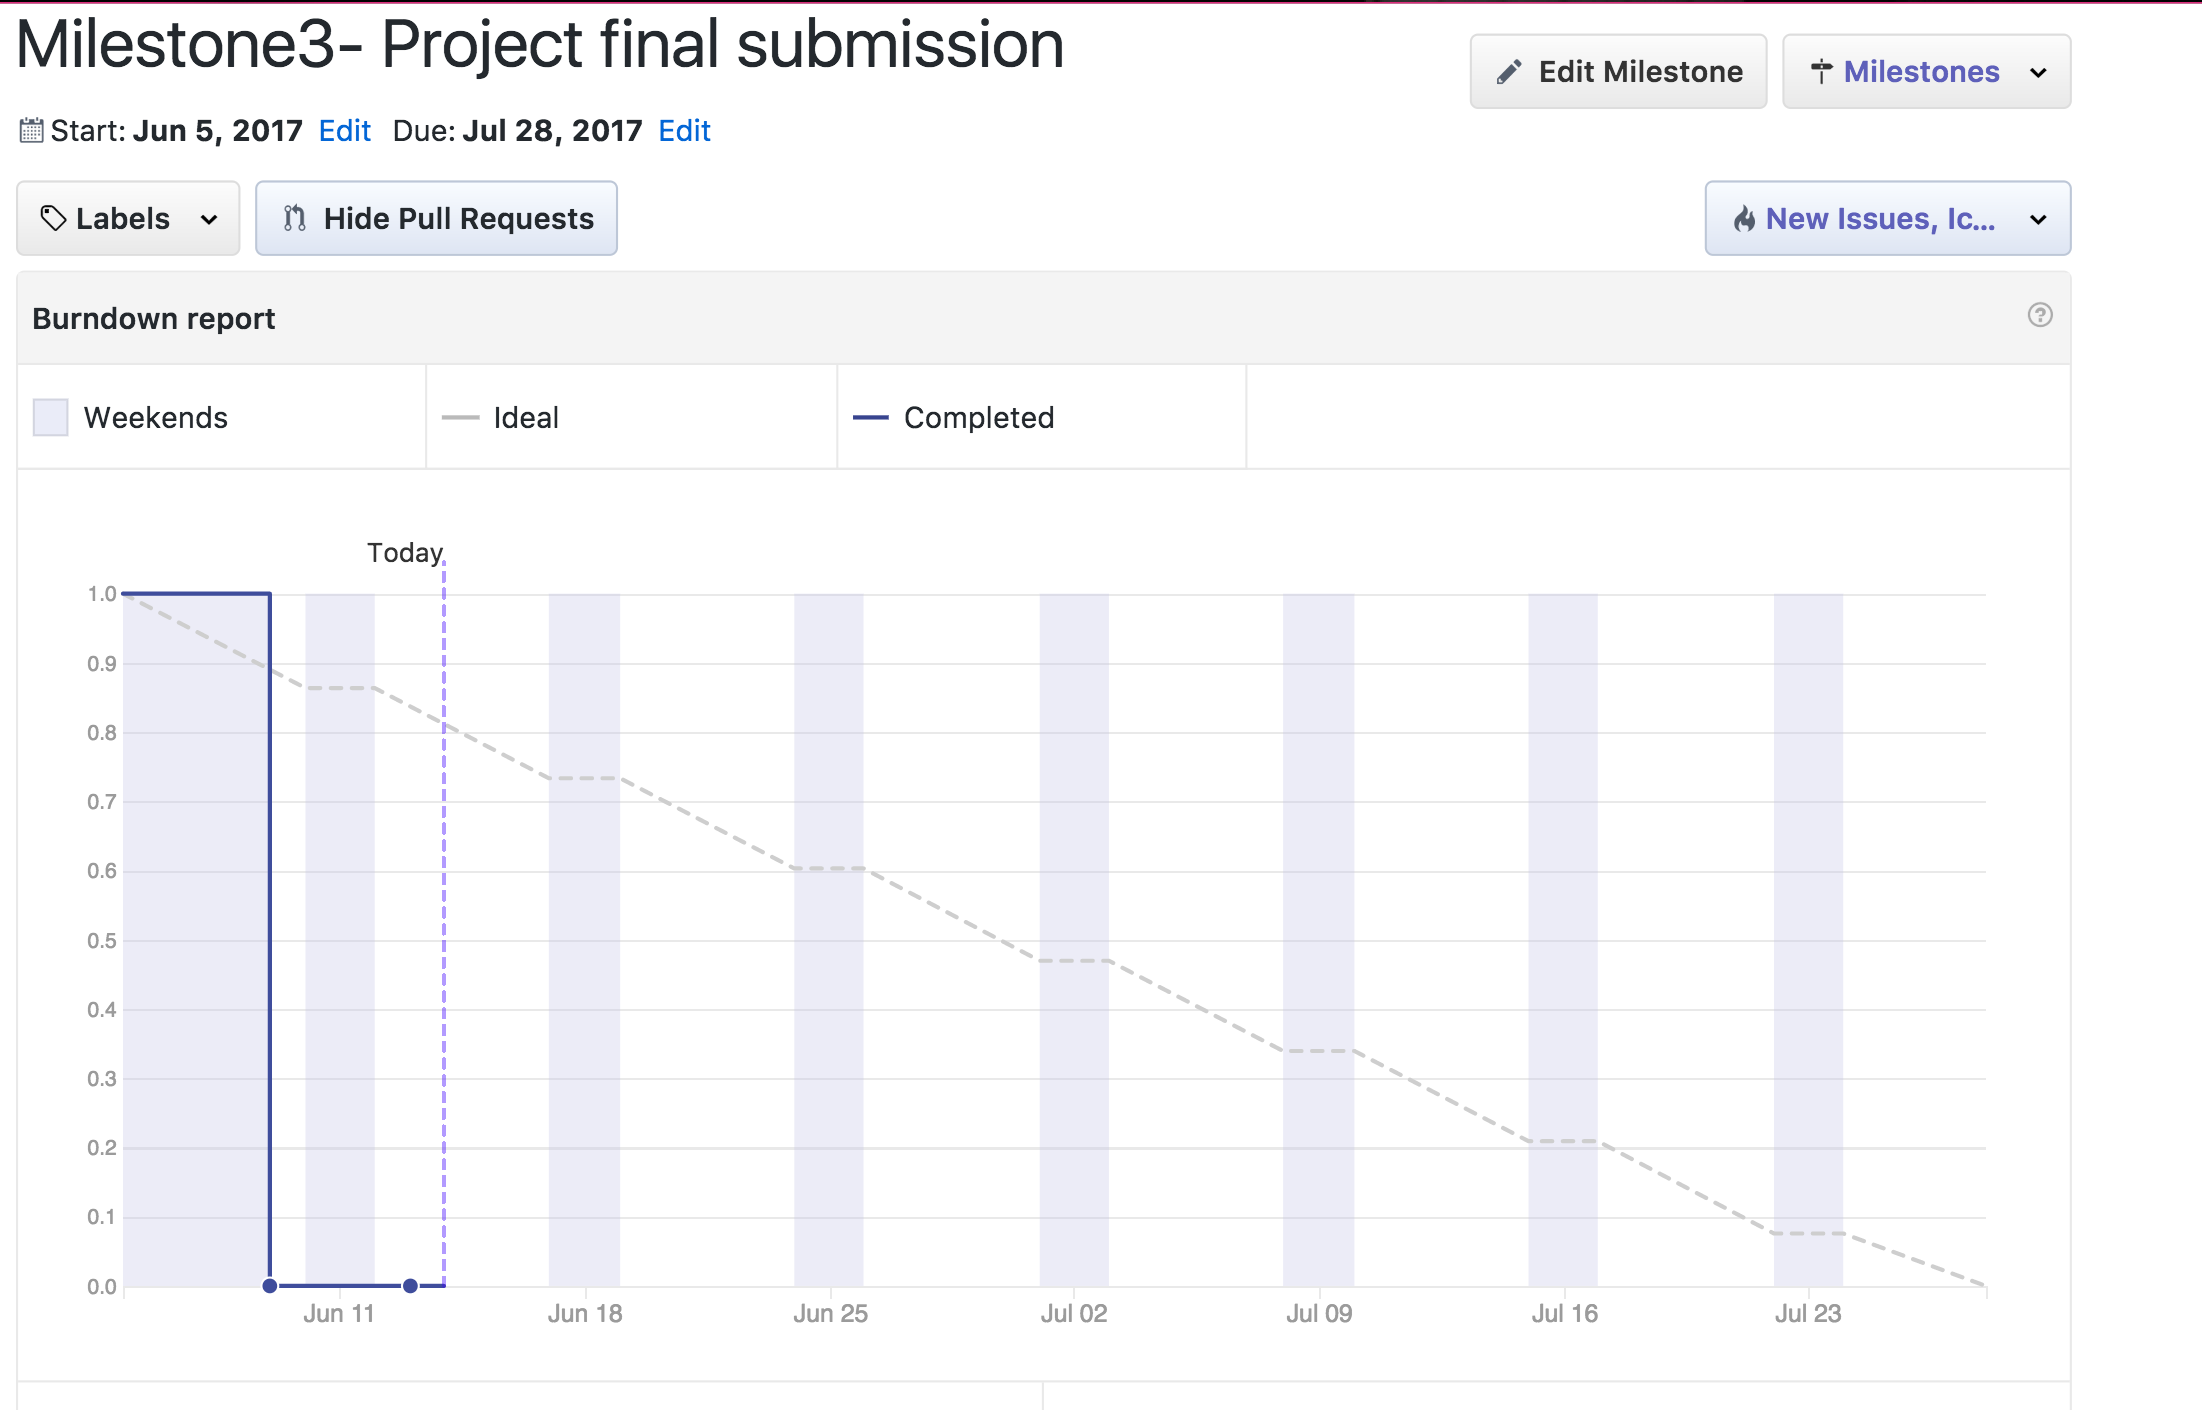 Milestone3- Project final submission
Edit Milestone
Milestones
Start: Jun 5, 2017 Edit Due: Jul 28, 2017 Edit
Labels
Hide Pull Requests
New Issues, Ic...
Burndown report
?
Weekends
Ideal
Completed
Today
1.0
0.9
0.8
0.7
0.6
0.5
0.4
0.3
0.2
0.1
0.0
Jun 11 Jun 18 Jun 25 Jul 02 Jul 09 Jul 16 Jul 23